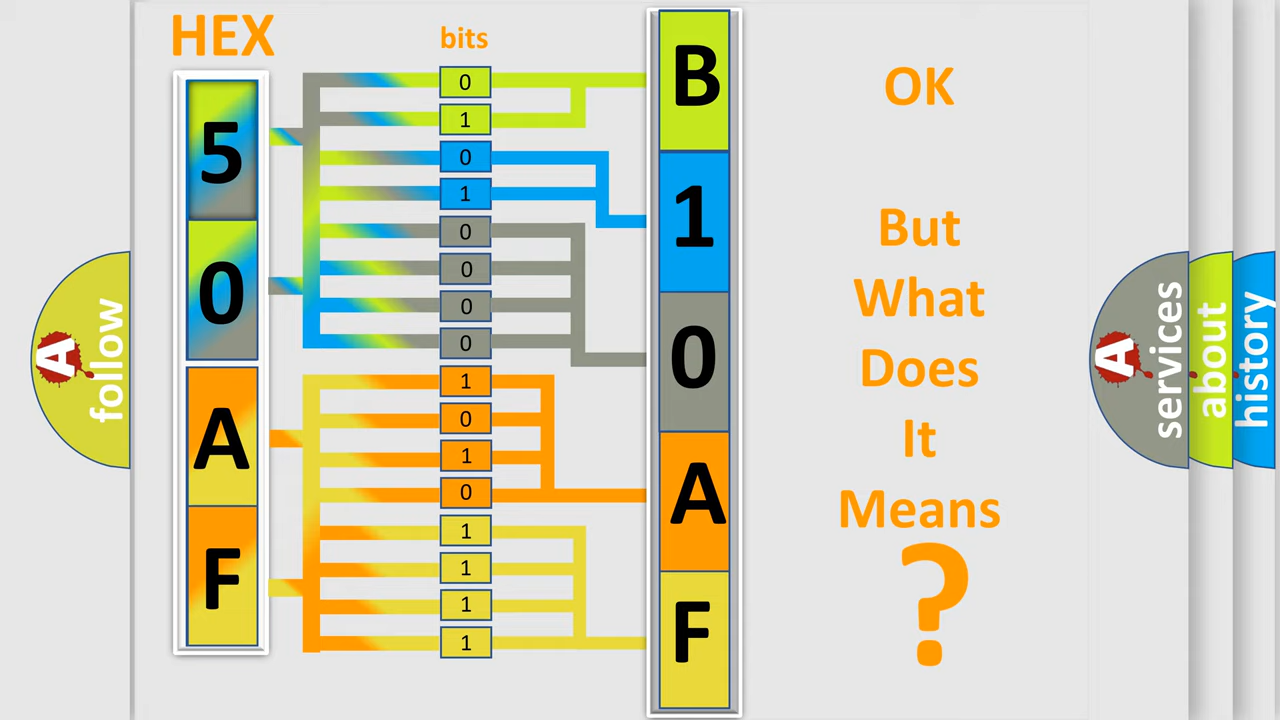 HEX
bits
5
0
A
F
0
1
0
1
0
0
0
0
1
0
1
0
1
1
1
1
B
1
0
A
F
OK
But
What
Does
It
Means
?
A
follow
A
services
about
history